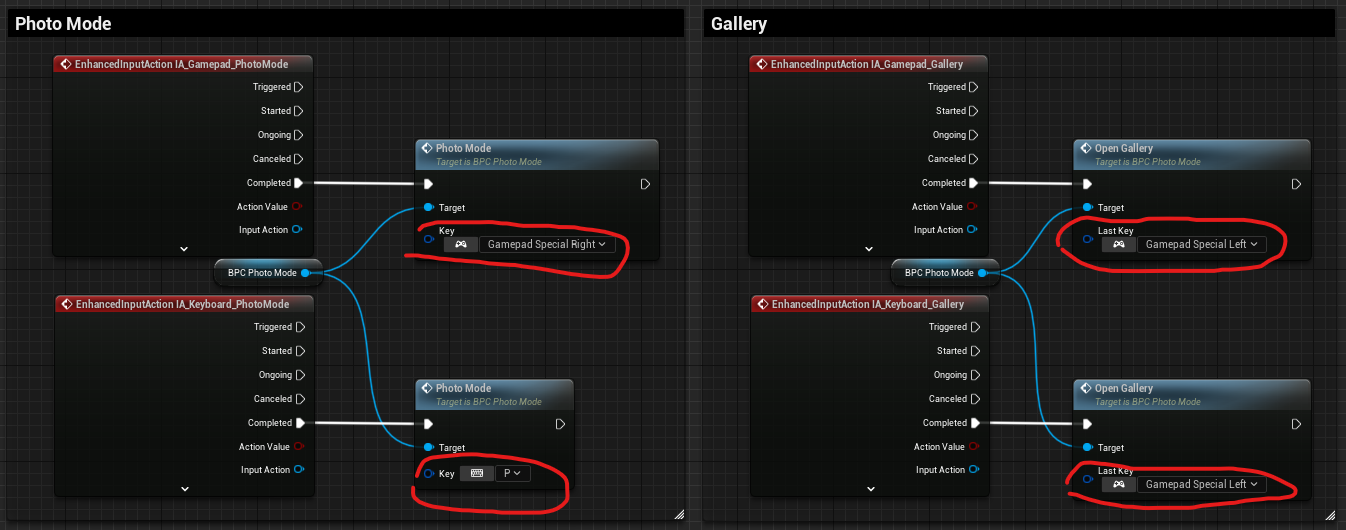 Photo Mode
EnhancedInputAction IA_Gamepad_PhotoMode
Triggered
Started
Ongoing
Canceled
Completed
Action Value
Input Action
Photo Mode
Target is BPC Photo Mode
Target
Key
Gamepad Special Right
BPC Photo Mode
EnhancedInputAction IA_Keyboard_PhotoMode
Triggered
Started
Ongoing
Canceled
Completed
Action Value
Input Action
Photo Mode
Target is BPC Photo Mode
Target
Key P
Gallery
EnhancedInputAction IA_Gamepad_Gallery
Triggered
Started
Ongoing
Canceled
Completed
Action Value
Input Action
Open Gallery
Target is BPC Photo Mode
Target
Last Key
Gamepad Special Left
BPC Photo Mode
EnhancedInputAction IA_Keyboard_Gallery
Triggered
Started
Ongoing
Canceled
Completed
Action Value
Input Action
Open Gallery
Target is BPC Photo Mode
Target
Last Key
Gamepad Special Left